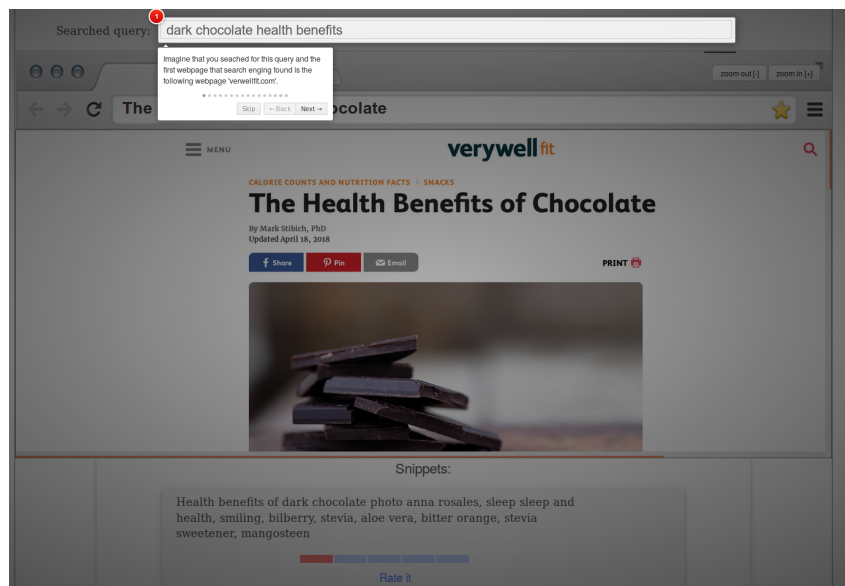 Searched query:
dark chocolate health benefits
1
Imagine that you seached for this query and the
first webpage that search enging found is the
following webpage 'verwellfit.com'.
Skip
← Back
Next →
zoom out [-]
zoom in [+]
The
ocolate
MENU
verywell fit
CALORIE COUNTS AND NUTRITION FACTS > SNACKS
The Health Benefits of Chocolate
By Mark Stibich, PhD
Updated April 18, 2018
Share
Pin
Email
PRINT
Snippets:
Health benefits of dark chocolate photo anna rosales, sleep sleep and
health, smiling, bilberry, stevia, aloe vera, bitter orange, stevia
sweetener, mangosteen
Rate it